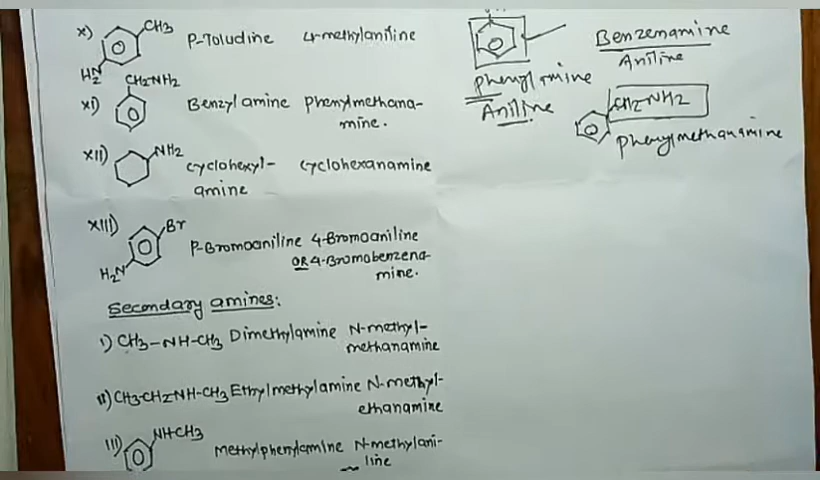 x) CH3 H2N P-Toludine 4-methylaniline
xi) CH2NH2 Benzylamine Phenylmethana-
mine.
xii) NH2 cyclohexyl- cyclohexanamine
amine
xiii) Br H2N P-Bromoaniline 4-Bromoaniline
OR 4-Bromobenzena-
mine.
Secondary amines:
i) CH3-NH-CH3 Dimethylamine N-methyl-
methanamine
ii) CH3-CH2NH-CH3 Ethylmethylamine N-methyl-
ethanamine
iii) NH-CH3 Methylphenylamine N-methylani-
line
Phenylamine
Aniline
Benzenamine
Aniline
CH2NH2
phenylmethanamine